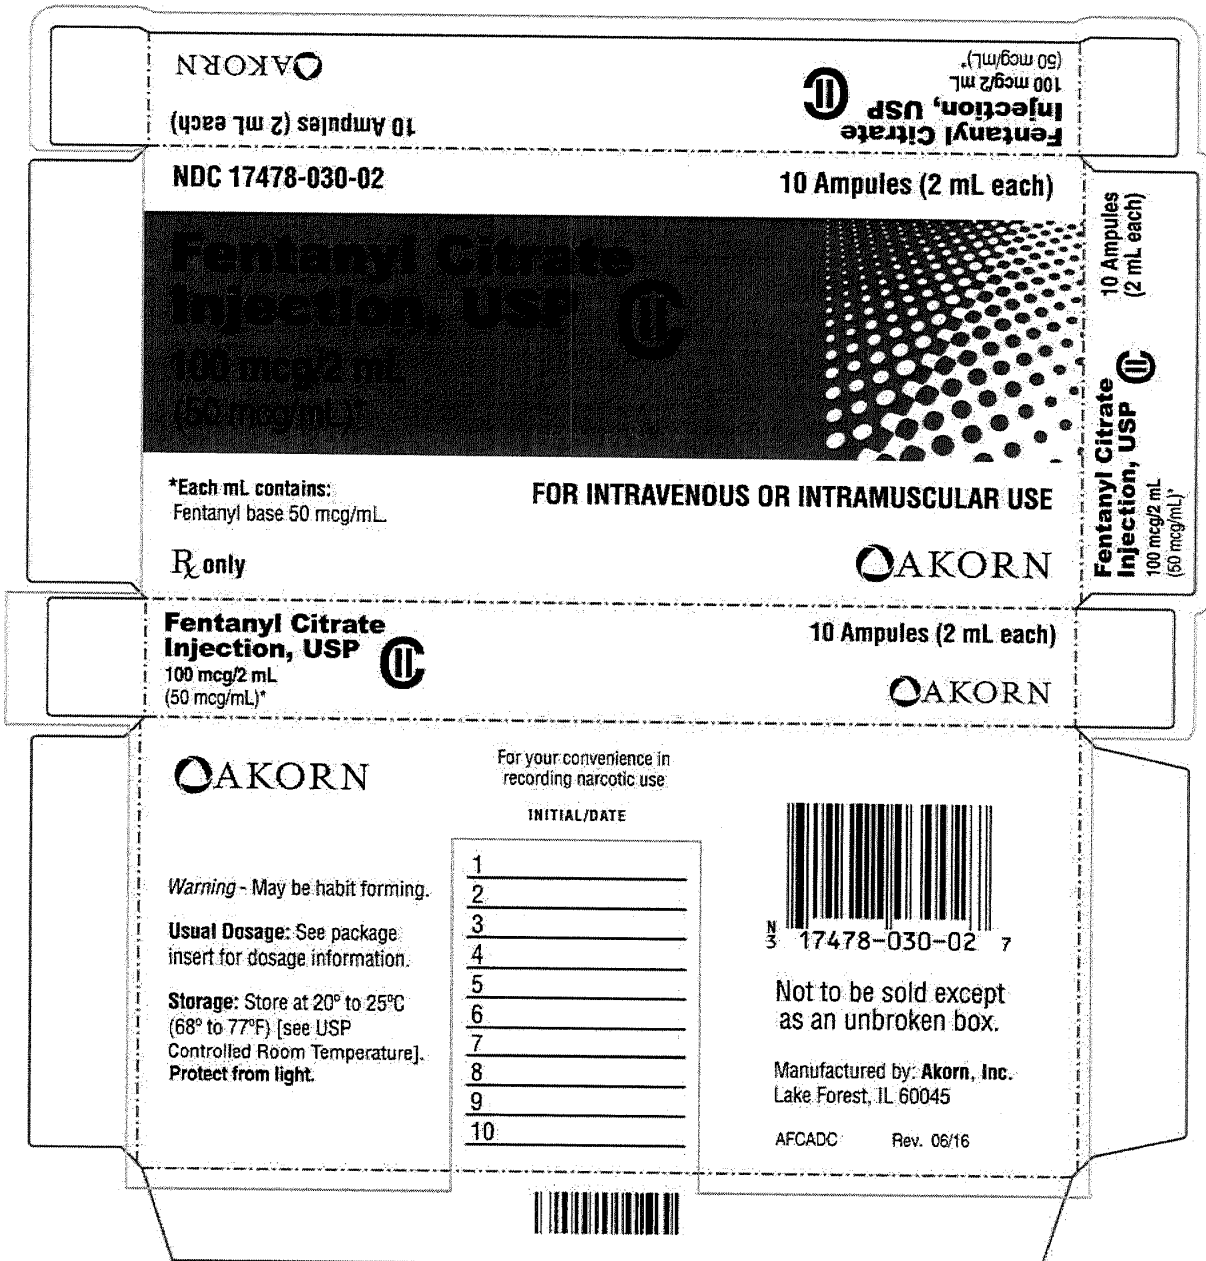 AKORN
10 Ampules (2 mL each)
Fentanyl Citrate
Injection, USP CII
100 mcg/2 mL
(50 mcg/mL)*
NDC 17478-030-02
10 Ampules (2 mL each)
Fentanyl Citrate
Injection, USP CII
100 mcg/2 mL
(50 mcg/mL)*
*Each mL contains:
Fentanyl base 50 mcg/mL.
FOR INTRAVENOUS OR INTRAMUSCULAR USE
Rx only
AKORN
10 Ampules
(2 mL each)
Fentanyl Citrate
Injection, USP CII
100 mcg/2 mL
(50 mcg/mL)*
Fentanyl Citrate
Injection, USP CII
100 mcg/2 mL
(50 mcg/mL)*
10 Ampules (2 mL each)
AKORN
AKORN
Warning - May be habit forming.
Usual Dosage: See package
insert for dosage information.
Storage: Store at 20° to 25°C
(68° to 77°F) [see USP
Controlled Room Temperature].
Protect from light.
For your convenience in
recording narcotic use
INITIAL/DATE
1
2
3
4
5
6
7
8
9
10
N
3 17478-030-02 7
Not to be sold except
as an unbroken box.
Manufactured by: Akorn, Inc.
Lake Forest, IL 60045
AFCADC Rev. 06/16